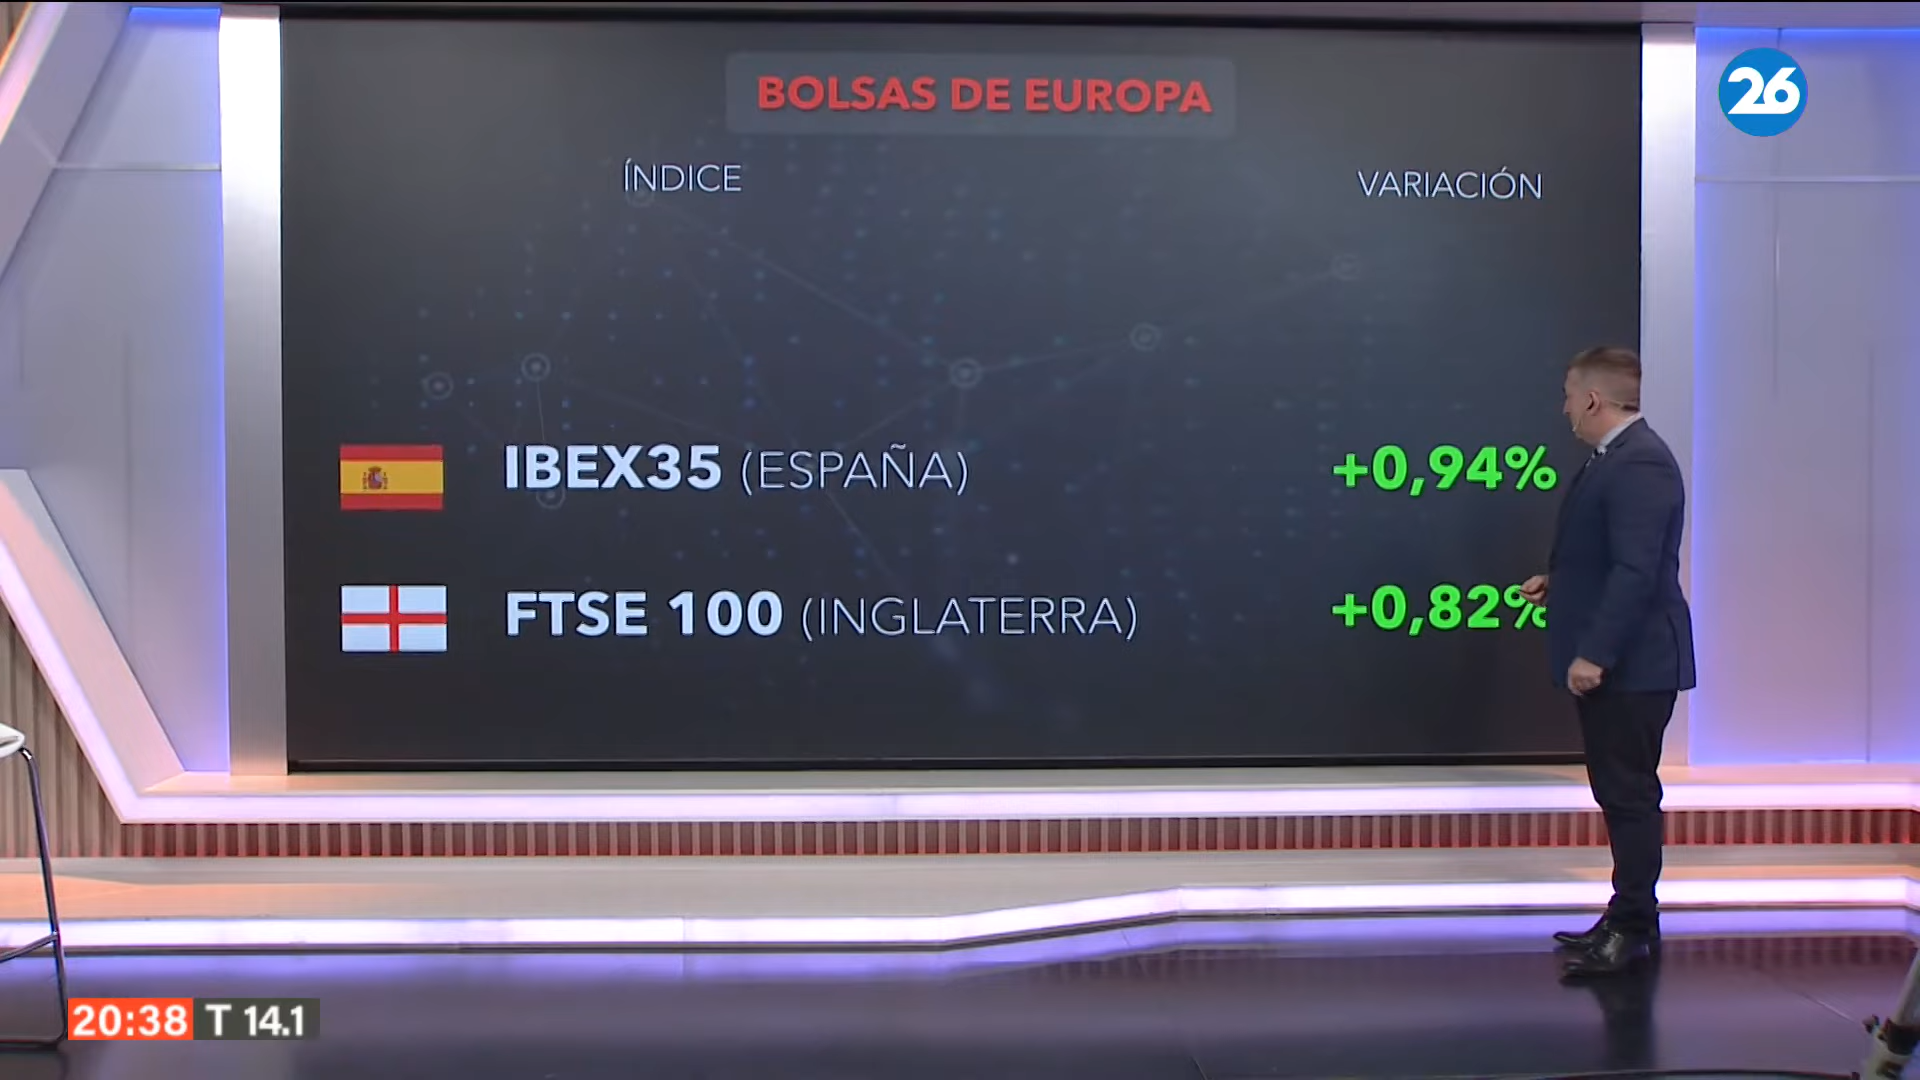 BOLSAS DE EUROPA
26
ÍNDICE VARIACIÓN
IBEX35 (ESPAÑA) +0,94%
FTSE 100 (INGLATERRA) +0,82%
20:38 T 14.1